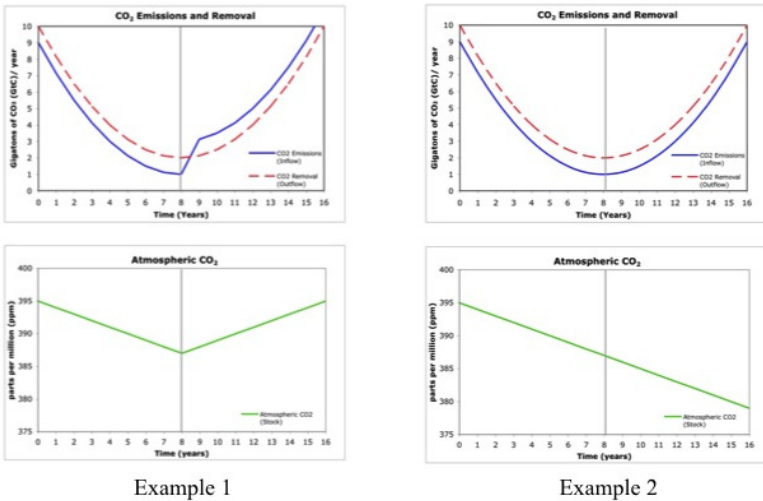 CO2 Emissions and Removal
Gigatons of CO2 (GtC)/ year
10
9
8
7
6
5
4
3
2
1
0
CO2 Emissions
(Inflow)
CO2 Removal
(Outflow)
0 1 2 3 4 5 6 7 8 9 10 11 12 13 14 15 16
Time (Years)
CO2 Emissions and Removal
Gigatons of CO2 (GtC)/ year
10
9
8
7
6
5
4
3
2
1
0
CO2 Emissions
(Inflow)
CO2 Removal
(Outflow)
0 1 2 3 4 5 6 7 8 9 10 11 12 13 14 15 16
Time (Years)
Atmospheric CO2
parts per million (ppm)
400
395
390
385
380
375
Atmospheric CO2
(Stock)
0 1 2 3 4 5 6 7 8 9 10 11 12 13 14 15 16
Time (years)
Atmospheric CO2
parts per million (ppm)
400
395
390
385
380
375
Atmospheric CO2
(Stock)
0 1 2 3 4 5 6 7 8 9 10 11 12 13 14 15 16
Time (years)
Example 1
Example 2